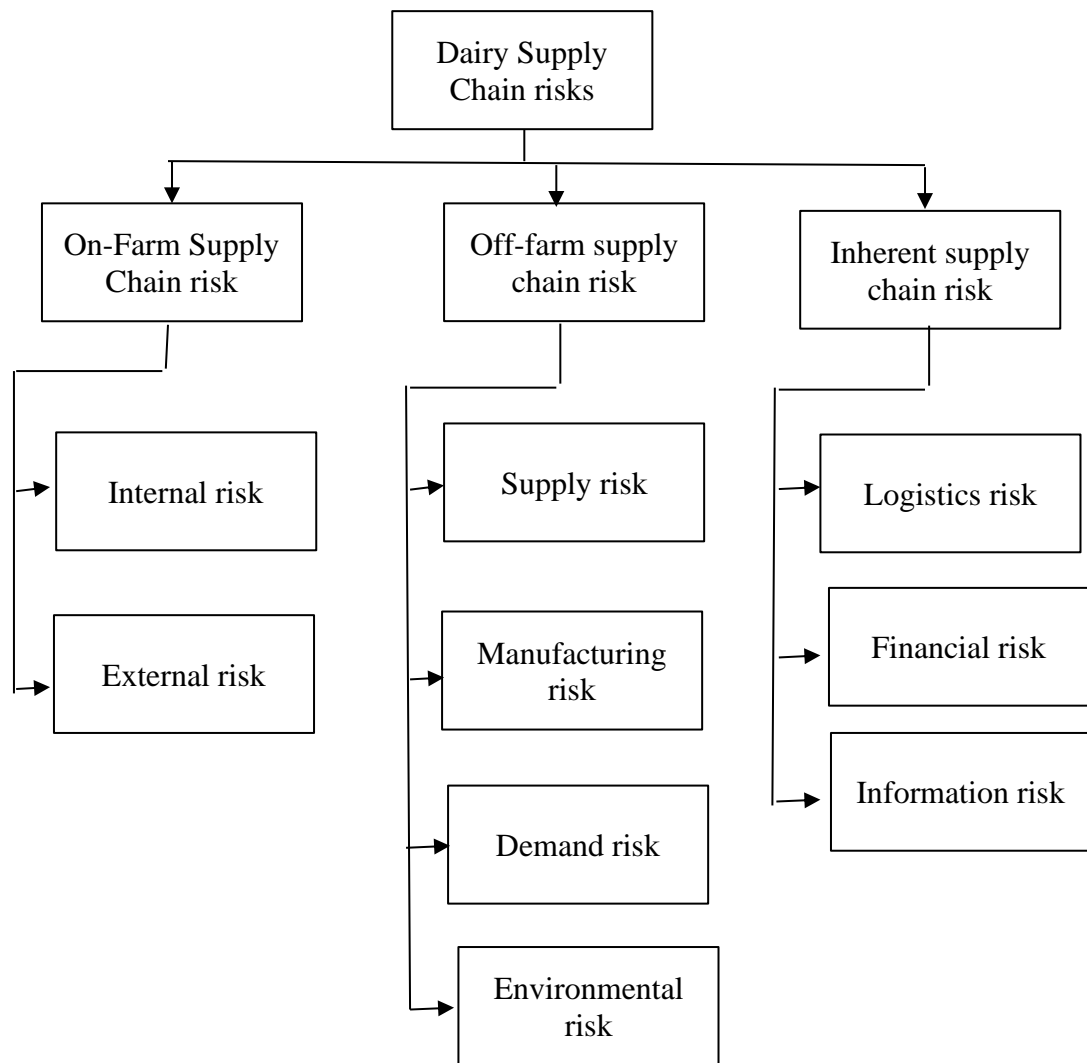 Dairy Supply
Chain risks
On-Farm Supply
Chain risk
Off-farm supply
chain risk
Inherent supply
chain risk
Internal risk
External risk
Supply risk
Manufacturing
risk
Demand risk
Environmental
risk
Logistics risk
Financial risk
Information risk